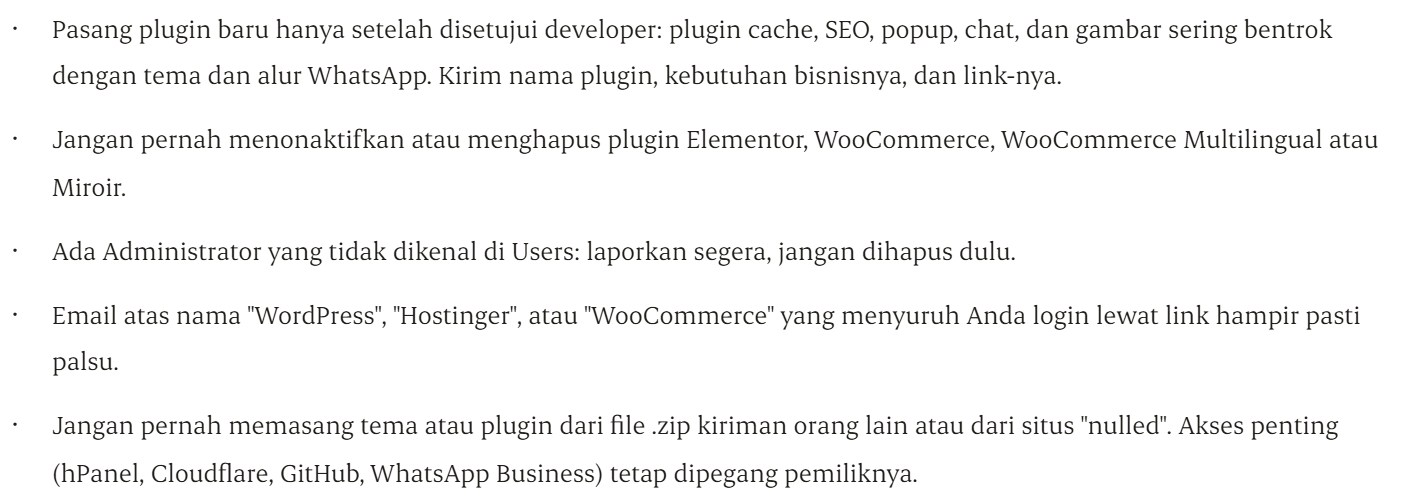 · Pasang plugin baru hanya setelah disetujui developer: plugin cache, SEO, popup, chat, dan gambar sering bentrok
dengan tema dan alur WhatsApp. Kirim nama plugin, kebutuhan bisnisnya, dan link-nya.
· Jangan pernah menonaktifkan atau menghapus plugin Elementor, WooCommerce, WooCommerce Multilingual atau
Miroir.
· Ada Administrator yang tidak dikenal di Users: laporkan segera, jangan dihapus dulu.
· Email atas nama "WordPress", "Hostinger", atau "WooCommerce" yang menyuruh Anda login lewat link hampir pasti
palsu.
· Jangan pernah memasang tema atau plugin dari file .zip kiriman orang lain atau dari situs "nulled". Akses penting
(hPanel, Cloudflare, GitHub, WhatsApp Business) tetap dipegang pemiliknya.